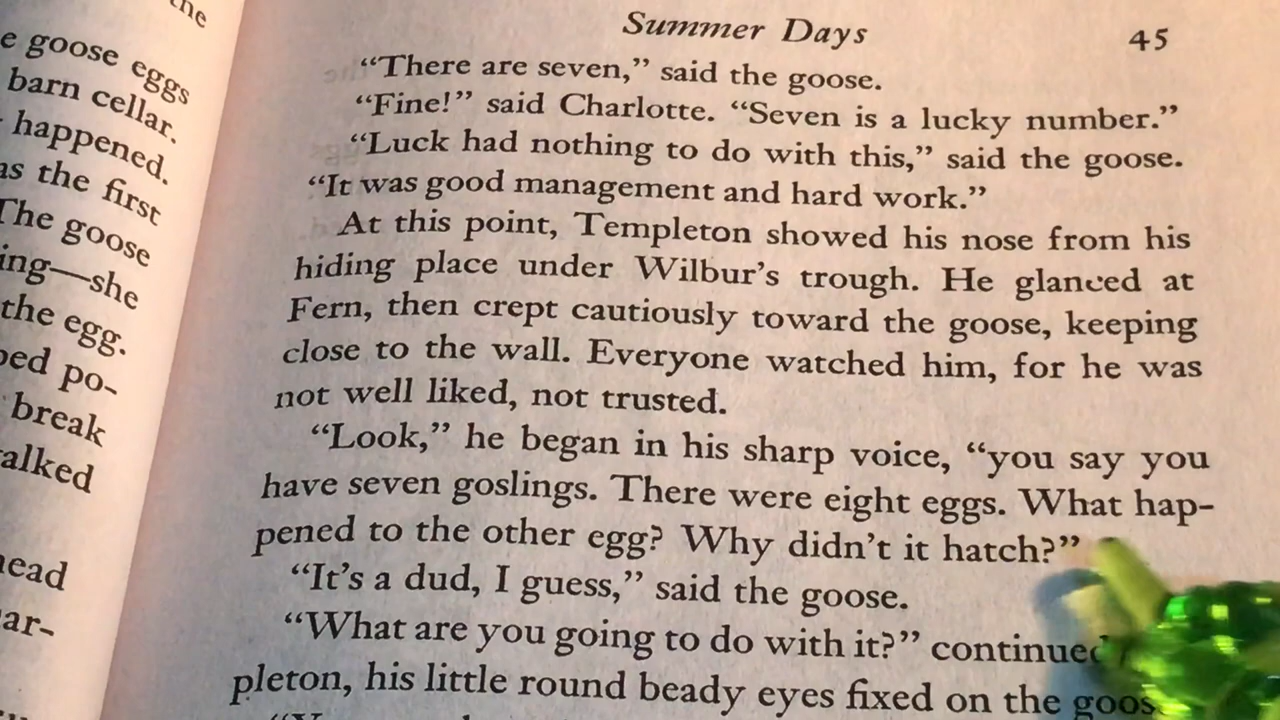 the
e goose eggs
barn cellar.
happened.
as the first
The goose
ing—she
the egg.
ped po-
break
alked
head
ar-
Summer Days 45
“There are seven,” said the goose.
“Fine!” said Charlotte. “Seven is a lucky number.”
“Luck had nothing to do with this,” said the goose.
“It was good management and hard work.”
At this point, Templeton showed his nose from his
hiding place under Wilbur’s trough. He glanced at
Fern, then crept cautiously toward the goose, keeping
close to the wall. Everyone watched him, for he was
not well liked, not trusted.
“Look,” he began in his sharp voice, “you say you
have seven goslings. There were eight eggs. What hap-
pened to the other egg? Why didn’t it hatch?”
“It’s a dud, I guess,” said the goose.
“What are you going to do with it?” continued
pleton, his little round beady eyes fixed on the goos